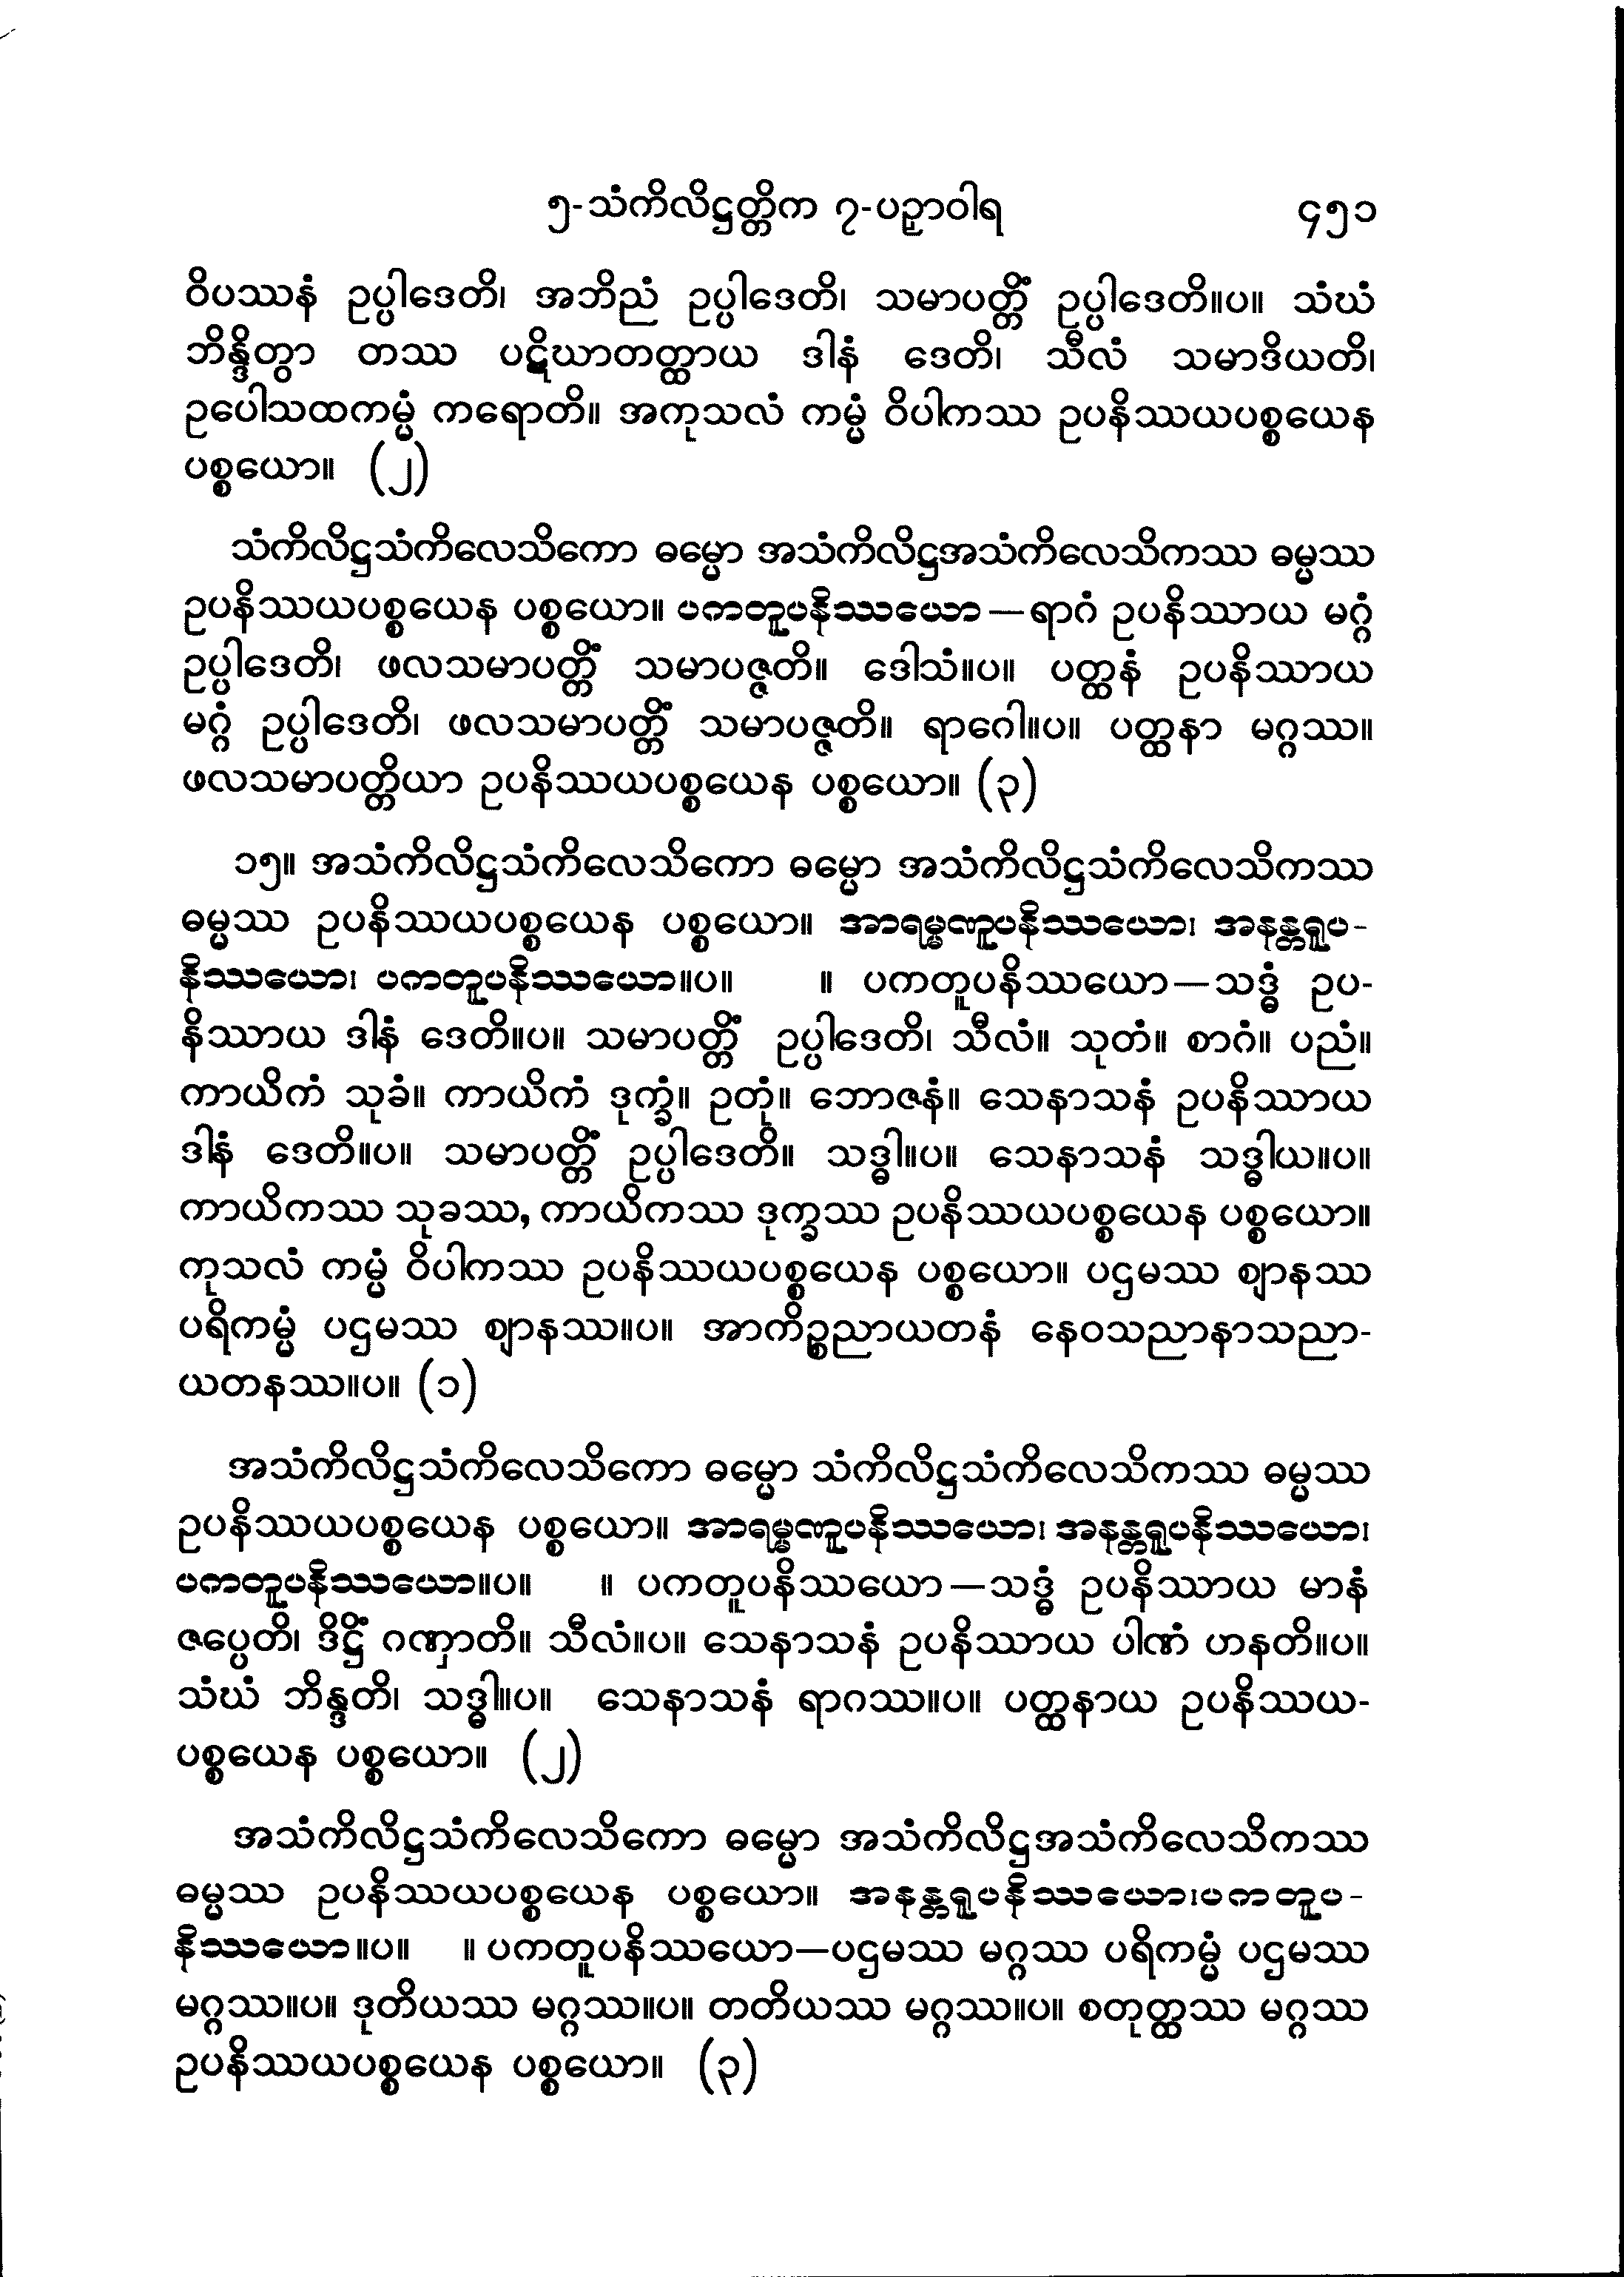 ၅-သံကိလိဋ္ဌတ္တိက ၇-ပဉှာဝါရ ၄၅၁
ဝိပဿနံ ဥပ္ပါဒေတိ၊ အဘိညံ ဥပ္ပါဒေတိ၊ သမာပတ္တိံ ဥပ္ပါဒေတိ။ပ။ သံဃံ
ဘိန္ဒိတွာ တဿ ပဋိဃာတတ္ထာယ ဒါနံ ဒေတိ၊ သီလံ သမာဒိယတိ၊
ဥပေါသထကမ္မံ ကရောတိ။ အကုသလံ ကမ္မံ ဝိပါကဿ ဥပနိဿယပစ္စယေန
ပစ္စယော။ (၂)
သံကိလိဋ္ဌသံကိလေသိကော ဓမ္မော အသံကိလိဋ္ဌအသံကိလေသိကဿ ဓမ္မဿ
ဥပနိဿယပစ္စယေန ပစ္စယော။ ပကတူပနိဿယော—ရာဂံ ဥပနိဿာယ မဂ္ဂံ
ဥပ္ပါဒေတိ၊ ဖလသမာပတ္တိံ သမာပဇ္ဇတိ။ ဒေါသံ။ပ။ ပတ္ထနံ ဥပနိဿာယ
မဂ္ဂံ ဥပ္ပါဒေတိ၊ ဖလသမာပတ္တိံ သမာပဇ္ဇတိ။ ရာဂေါ။ပ။ ပတ္ထနာ မဂ္ဂဿ။
ဖလသမာပတ္တိယာ ဥပနိဿယပစ္စယေန ပစ္စယော။ (၃)
၁၅။ အသံကိလိဋ္ဌသံကိလေသိကော ဓမ္မော အသံကိလိဋ္ဌသံကိလေသိကဿ
ဓမ္မဿ ဥပနိဿယပစ္စယေန ပစ္စယော။ အာရမ္မဏူပနိဿယော၊ အနန္တရူပ-
နိဿယော၊ ပကတူပနိဿယော။ပ။ ။ ပကတူပနိဿယော—သဒ္ဓံ ဥပ-
နိဿာယ ဒါနံ ဒေတိ။ပ။ သမာပတ္တိံ ဥပ္ပါဒေတိ၊ သီလံ။ သုတံ။ စာဂံ။ ပညံ။
ကာယိကံ သုခံ။ ကာယိကံ ဒုက္ခံ။ ဥတုံ။ ဘောဇနံ။ သေနာသနံ ဥပနိဿာယ
ဒါနံ ဒေတိ။ပ။ သမာပတ္တိံ ဥပ္ပါဒေတိ။ သဒ္ဓါ။ပ။ သေနာသနံ သဒ္ဓါယ။ပ။
ကာယိကဿ သုခဿ, ကာယိကဿ ဒုက္ခဿ ဥပနိဿယပစ္စယေန ပစ္စယော။
ကုသလံ ကမ္မံ ဝိပါကဿ ဥပနိဿယပစ္စယေန ပစ္စယော။ ပဌမဿ ဈာနဿ
ပရိကမ္မံ ပဌမဿ ဈာနဿ။ပ။ အာကိဉ္စညာယတနံ နေဝသညာနာသညာ-
ယတနဿ။ပ။ (၁)
အသံကိလိဋ္ဌသံကိလေသိကော ဓမ္မော သံကိလိဋ္ဌသံကိလေသိကဿ ဓမ္မဿ
ဥပနိဿယပစ္စယေန ပစ္စယော။ အာရမ္မဏူပနိဿယော၊ အနန္တရူပနိဿယော၊
ပကတူပနိဿယော။ပ။ ။ ပကတူပနိဿယော—သဒ္ဓံ ဥပနိဿာယ မာနံ
ဇပ္ပေတိ၊ ဒိဋ္ဌိံ ဂဏှာတိ။ သီလံ။ပ။ သေနာသနံ ဥပနိဿာယ ပါဏံ ဟနတိ။ပ။
သံဃံ ဘိန္ဒတိ၊ သဒ္ဓါ။ပ။ သေနာသနံ ရာဂဿ။ပ။ ပတ္ထနာယ ဥပနိဿယ-
ပစ္စယေန ပစ္စယော။ (၂)
အသံကိလိဋ္ဌသံကိလေသိကော ဓမ္မော အသံကိလိဋ္ဌအသံကိလေသိကဿ
ဓမ္မဿ ဥပနိဿယပစ္စယေန ပစ္စယော။ အနန္တရူပနိဿယော၊ပကတူပ-
နိဿယော။ပ။ ။ ပကတူပနိဿယော—ပဌမဿ မဂ္ဂဿ ပရိကမ္မံ ပဌမဿ
မဂ္ဂဿ။ပ။ ဒုတိယဿ မဂ္ဂဿ။ပ။ တတိယဿ မဂ္ဂဿ။ပ။ စတုတ္ထဿ မဂ္ဂဿ
ဥပနိဿယပစ္စယေန ပစ္စယော။ (၃)